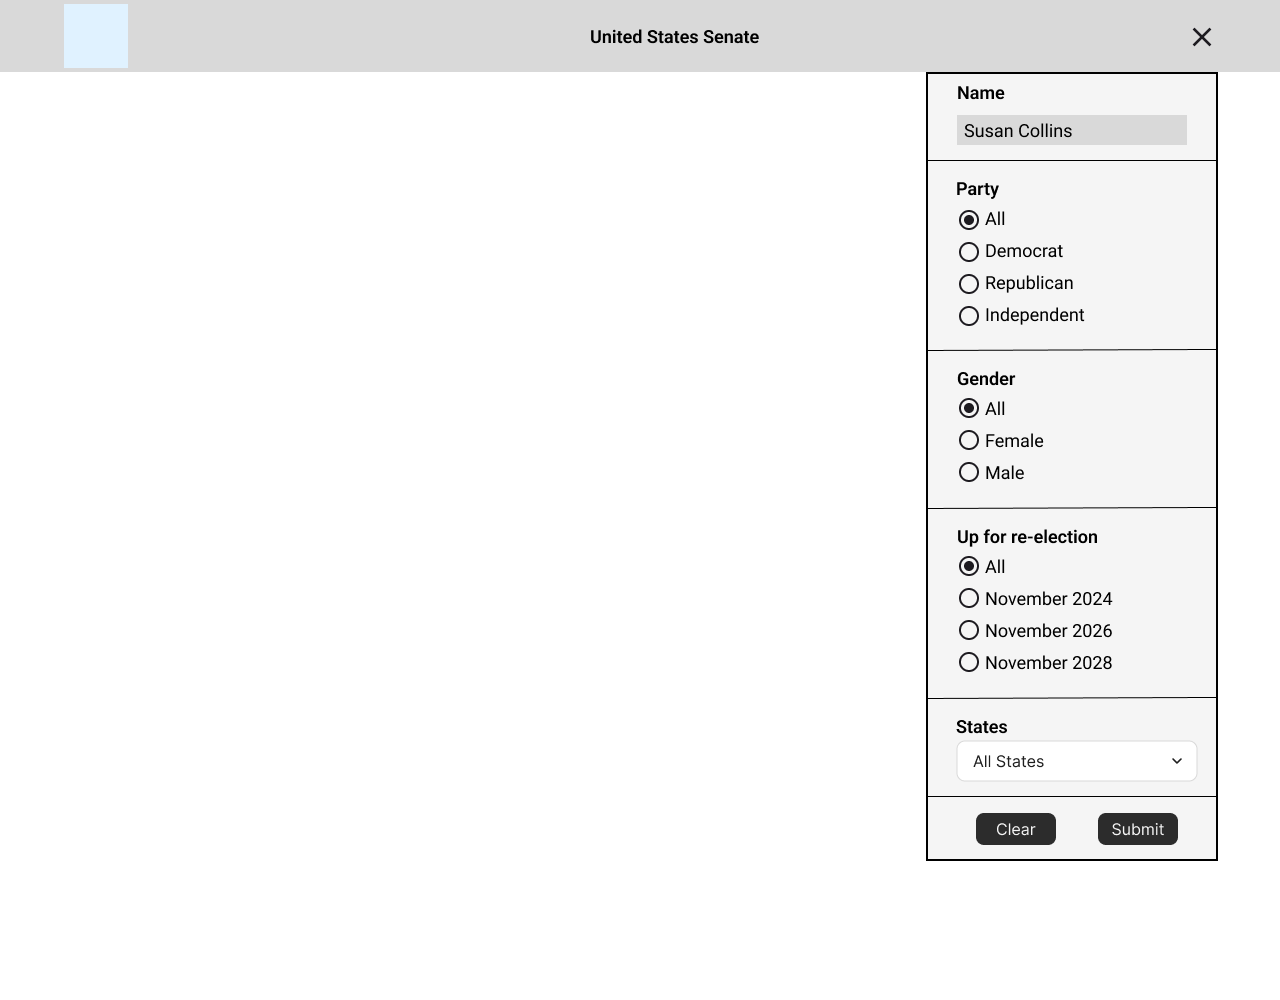 United States Senate
Name
Susan Collins
Party
All
Democrat
Republican
Independent
Gender
All
Female
Male
Up for re-election
All
November 2024
November 2026
November 2028
States
All States
Clear
Submit